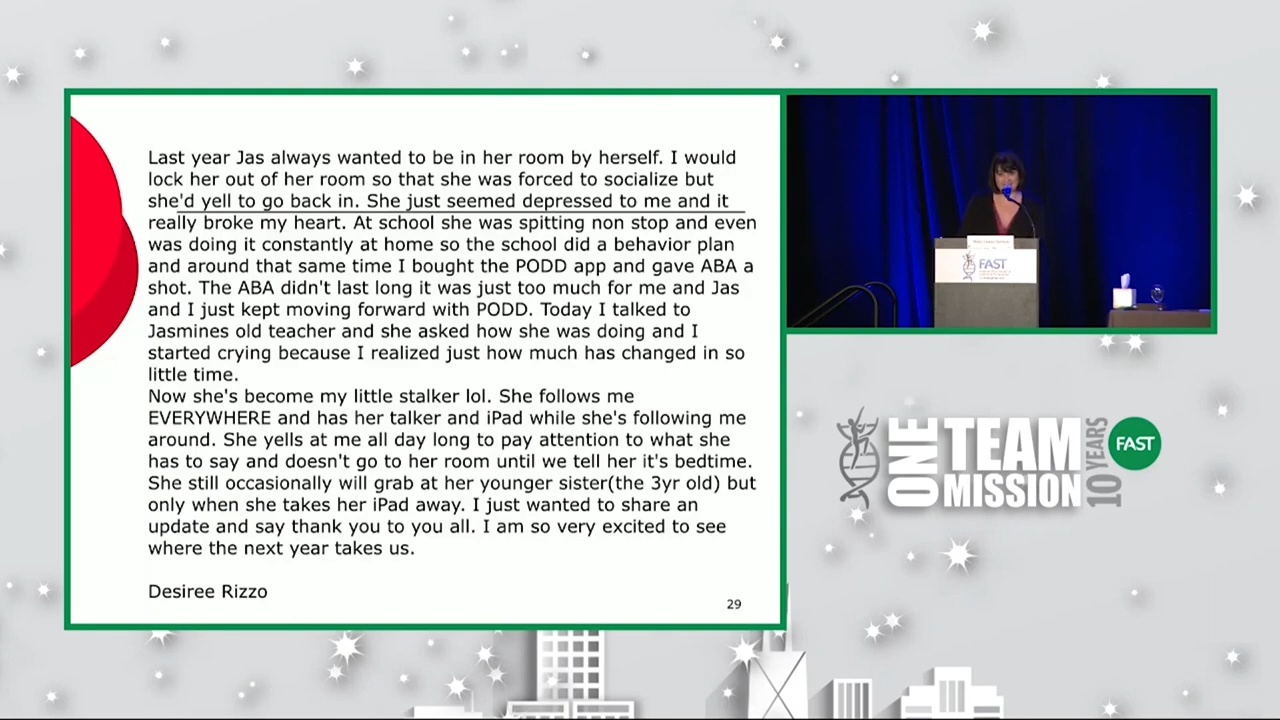 Last year Jas always wanted to be in her room by herself. I would
lock her out of her room so that she was forced to socialize but
she'd yell to go back in. She just seemed depressed to me and it
really broke my heart. At school she was spitting non stop and even
was doing it constantly at home so the school did a behavior plan
and around that same time I bought the PODD app and gave ABA a
shot. The ABA didn't last long it was just too much for me and Jas
and I just kept moving forward with PODD. Today I talked to
Jasmines old teacher and she asked how she was doing and I
started crying because I realized just how much has changed in so
little time.
Now she's become my little stalker lol. She follows me
EVERYWHERE and has her talker and iPad while she's following me
around. She yells at me all day long to pay attention to what she
has to say and doesn't go to her room until we tell her it's bedtime.
She still occasionally will grab at her younger sister(the 3yr old) but
only when she takes her iPad away. I just wanted to share an
update and say thank you to you all. I am so very excited to see
where the next year takes us.
Desiree Rizzo
29
FAST
ONE
TEAM
MISSION
10 YEARS
FAST